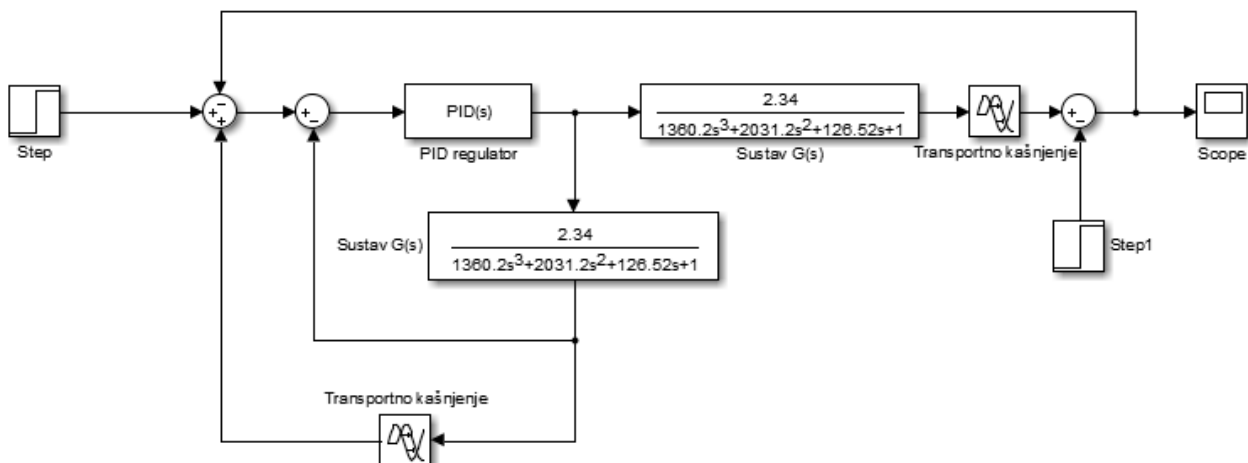 Step
PID(s)
PID regulator
2.34
1360.2s³+2031.2s²+126.52s+1
Sustav G(s)
Transportno kašnjenje
Scope
Sustav G(s)
2.34
1360.2s³+2031.2s²+126.52s+1
Step1
Transportno kašnjenje